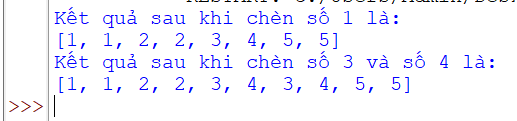 Kết quả sau khi chèn số 1 là:
[1, 1, 2, 2, 3, 4, 5, 5]
Kết quả sau khi chèn số 3 và số 4 là:
[1, 1, 2, 2, 3, 4, 3, 4, 5, 5]
>>>